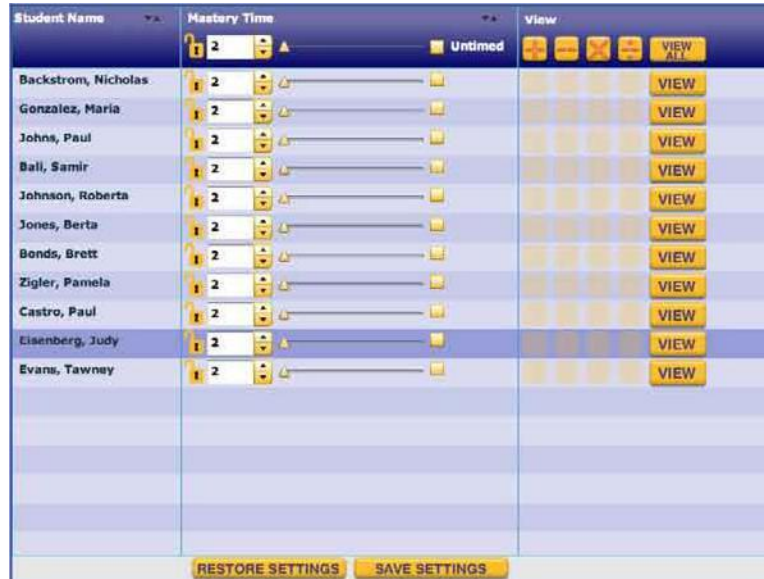 Student Name Mastery Time View
2 Untimed VIEW ALL
Backstrom, Nicholas 2 VIEW
Gonzalez, Maria 2 VIEW
Johns, Paul 2 VIEW
Bali, Samir 2 VIEW
Johnson, Roberta 2 VIEW
Jones, Berta 2 VIEW
Bonds, Brett 2 VIEW
Zigler, Pamela 2 VIEW
Castro, Paul 2 VIEW
Eisenberg, Judy 2 VIEW
Evans, Tawney 2 VIEW
RESTORE SETTINGS SAVE SETTINGS